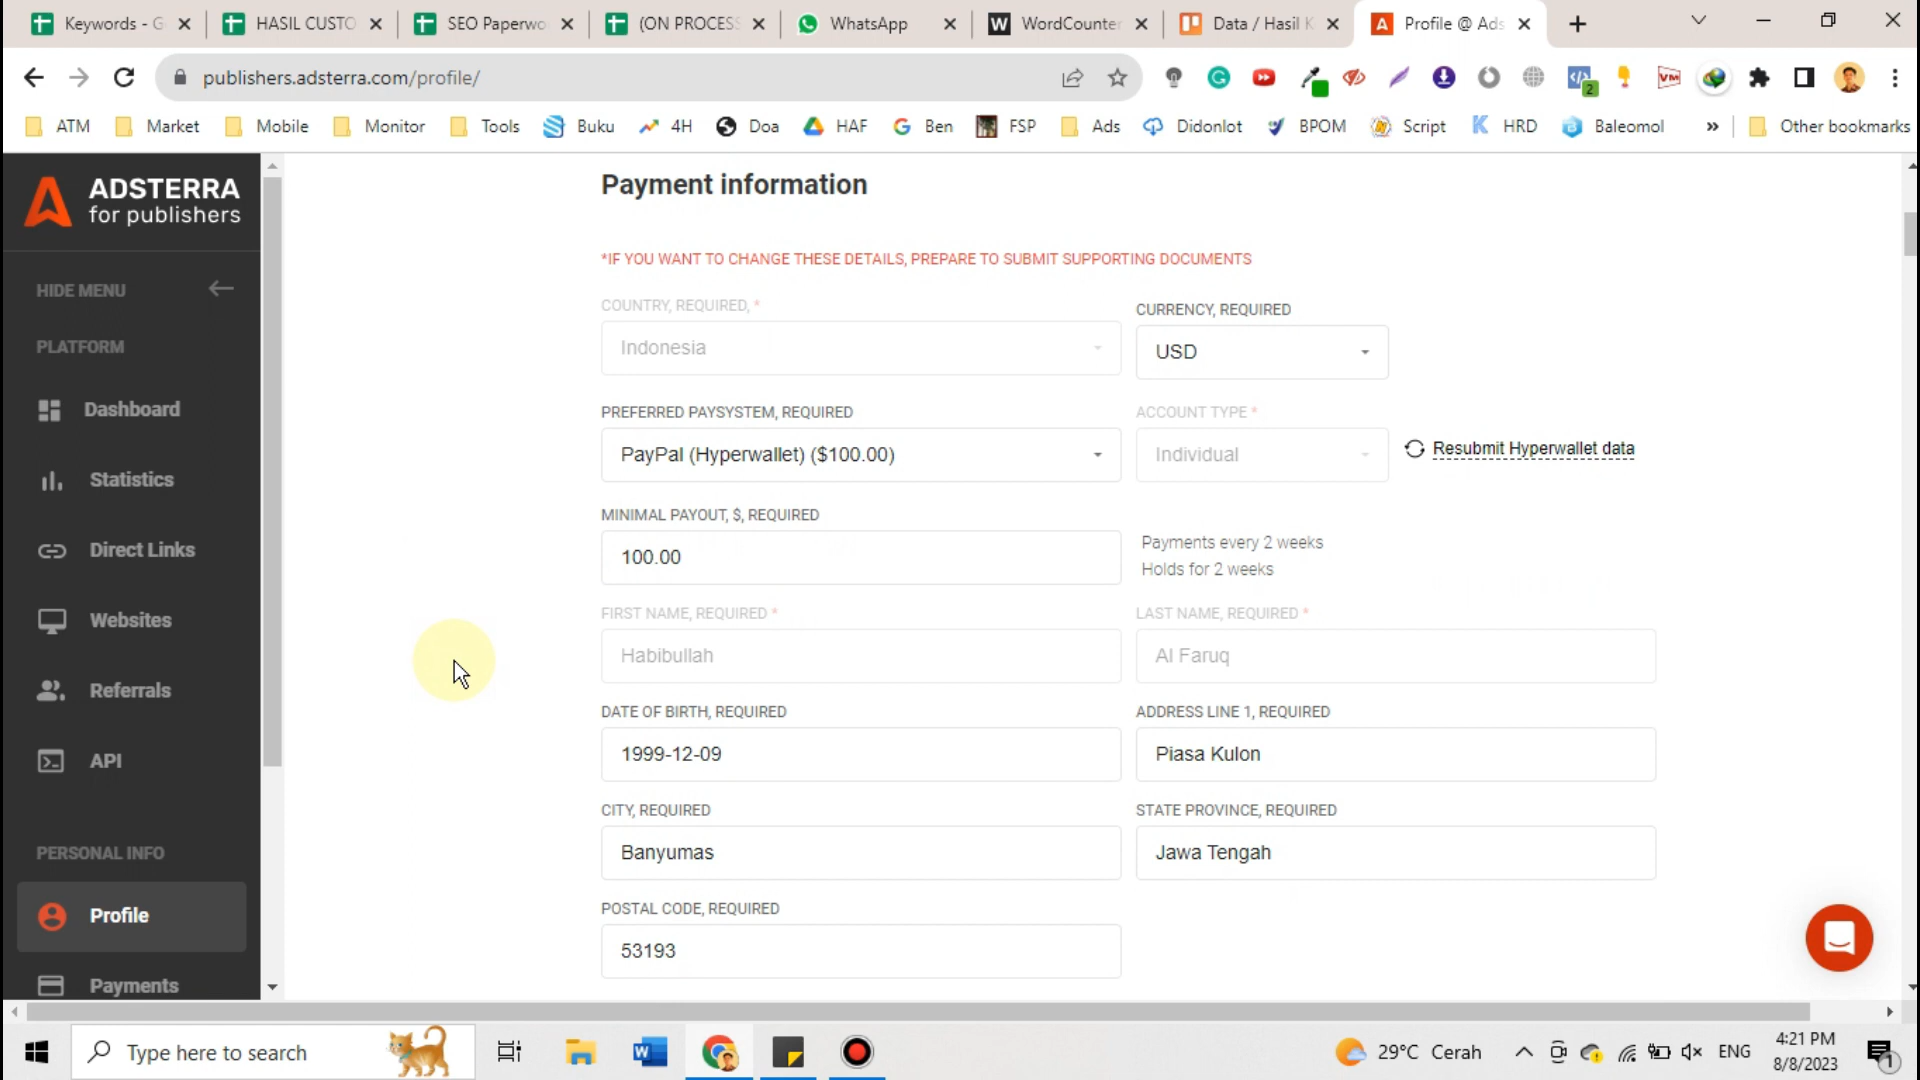 Keywords - G
HASIL CUSTO
SEO Paperwo
(ON PROCESS
WhatsApp
WordCounter
Data / Hasil K
Profile @ Ads
publishers.adsterra.com/profile/
ATM
Market
Mobile
Monitor
Tools
Buku
4H
Doa
HAF
Ben
FSP
Ads
Didonlot
BPOM
Script
HRD
Baleomol
»
Other bookmarks
ADSTERRA
for publishers
HIDE MENU
PLATFORM
Dashboard
Statistics
Direct Links
Websites
Referrals
API
PERSONAL INFO
Profile
Payments
Payment information
*IF YOU WANT TO CHANGE THESE DETAILS, PREPARE TO SUBMIT SUPPORTING DOCUMENTS
COUNTRY, REQUIRED, *
Indonesia
CURRENCY, REQUIRED
USD
PREFERRED PAYSYSTEM, REQUIRED
PayPal (Hyperwallet) ($100.00)
ACCOUNT TYPE *
Individual
Resubmit Hyperwallet data
MINIMAL PAYOUT, $, REQUIRED
100.00
Payments every 2 weeks
Holds for 2 weeks
FIRST NAME, REQUIRED *
Habibullah
LAST NAME, REQUIRED *
Al Faruq
DATE OF BIRTH, REQUIRED
1999-12-09
ADDRESS LINE 1, REQUIRED
Piasa Kulon
CITY, REQUIRED
Banyumas
STATE PROVINCE, REQUIRED
Jawa Tengah
POSTAL CODE, REQUIRED
53193
Type here to search
29°C Cerah
ENG
4:21 PM
8/8/2023
1